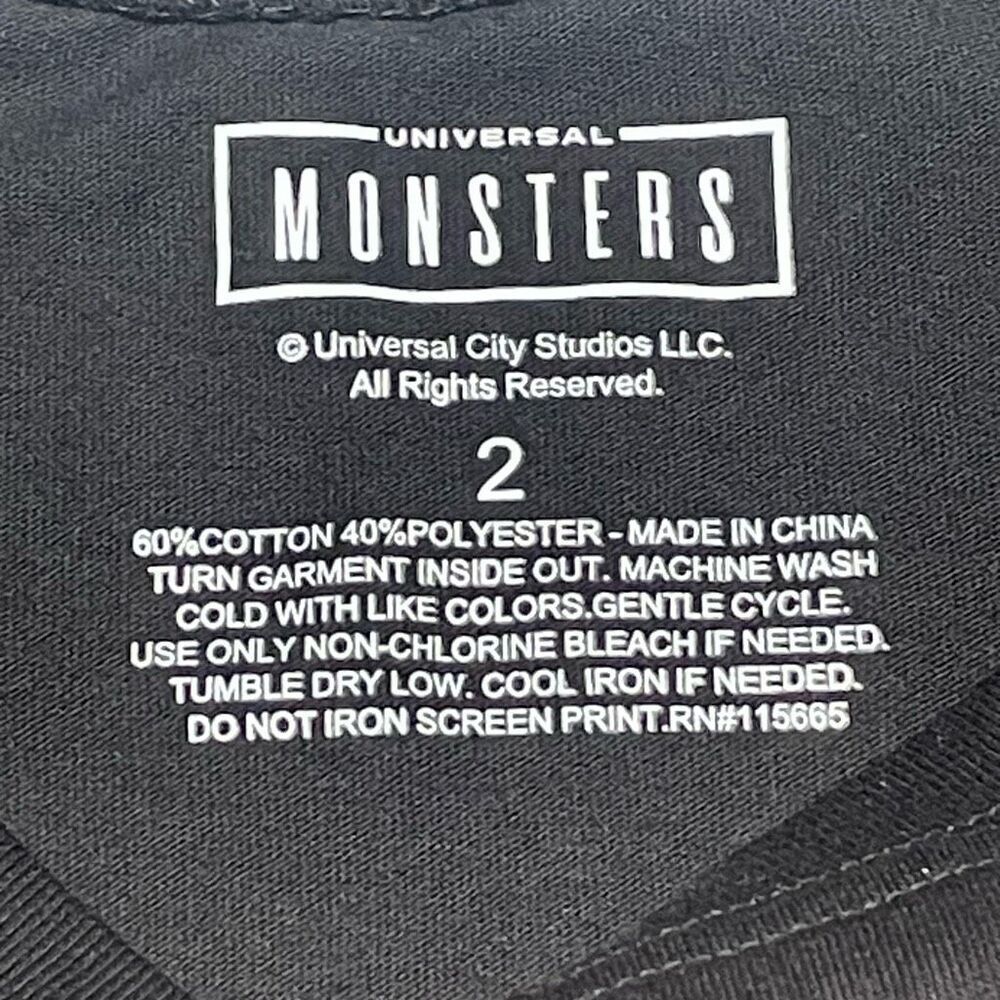 UNIVERSAL
MONSTERS
© Universal City Studios LLC.
All Rights Reserved.
2
60%COTTON 40%POLYESTER - MADE IN CHINA
TURN GARMENT INSIDE OUT. MACHINE WASH
COLD WITH LIKE COLORS.GENTLE CYCLE.
USE ONLY NON-CHLORINE BLEACH IF NEEDED.
TUMBLE DRY LOW. COOL IRON IF NEEDED.
DO NOT IRON SCREEN PRINT.RN#115665